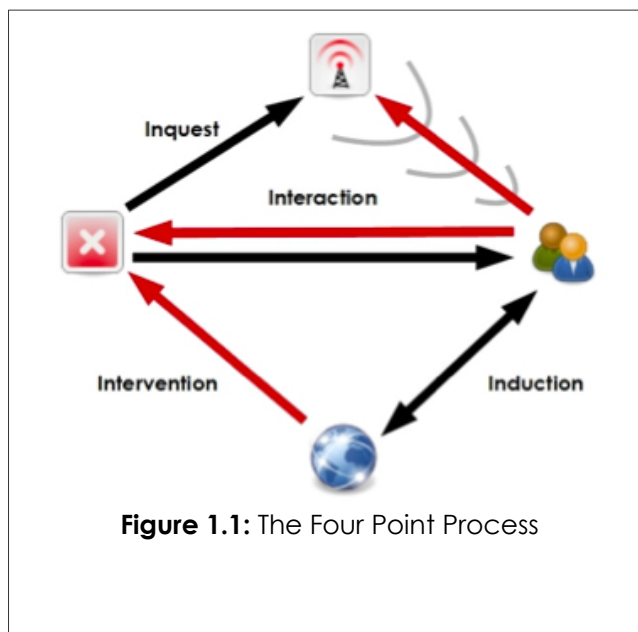 Inquest
Interaction
Intervention
Induction
Figure 1.1: The Four Point Process